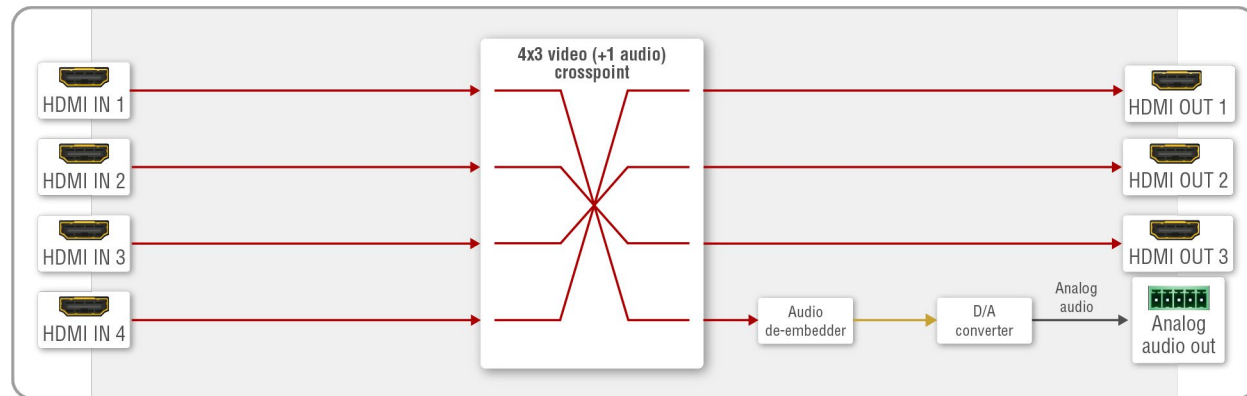 4x3 video (+1 audio)
crosspoint
HDMI IN 1
HDMI IN 2
HDMI IN 3
HDMI IN 4
HDMI OUT 1
HDMI OUT 2
HDMI OUT 3
Audio
de-embedder
D/A
converter
Analog
audio
Analog
audio out